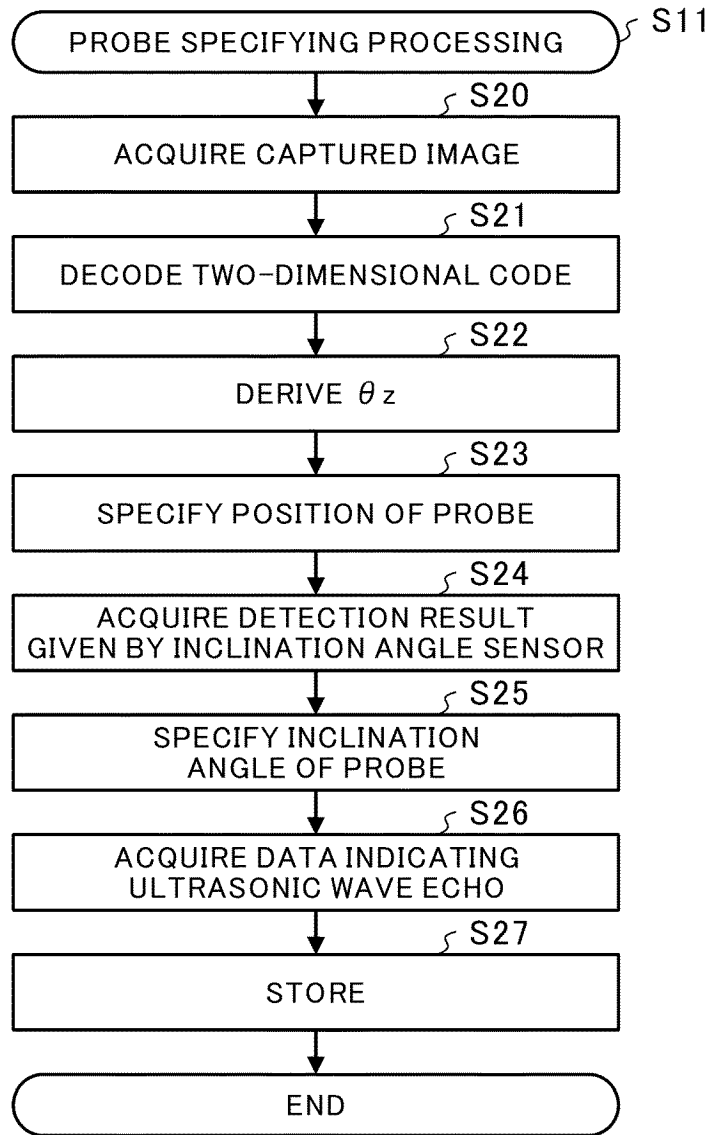 PROBE SPECIFYING PROCESSING
S11
S20
ACQUIRE CAPTURED IMAGE
S21
DECODE TWO-DIMENSIONAL CODE
S22
DERIVE θz
S23
SPECIFY POSITION OF PROBE
S24
ACQUIRE DETECTION RESULT
GIVEN BY INCLINATION ANGLE SENSOR
S25
SPECIFY INCLINATION
ANGLE OF PROBE
S26
ACQUIRE DATA INDICATING
ULTRASONIC WAVE ECHO
S27
STORE
END